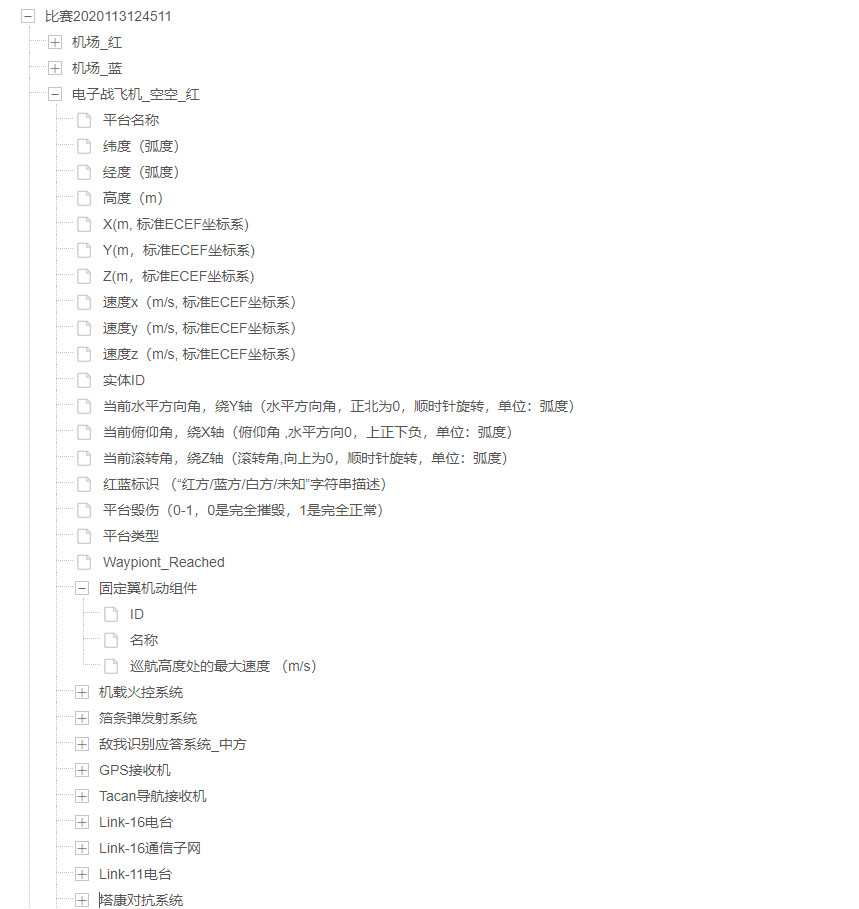 比赛2020113124511
机场_红
机场_蓝
电子战飞机_空空_红
平台名称
纬度（弧度）
经度（弧度）
高度（m）
X(m, 标准ECEF坐标系)
Y(m，标准ECEF坐标系)
Z(m，标准ECEF坐标系)
速度x（m/s, 标准ECEF坐标系）
速度y（m/s, 标准ECEF坐标系）
速度z（m/s, 标准ECEF坐标系）
实体ID
当前水平方向角，绕Y轴（水平方向角，正北为0，顺时针旋转，单位：弧度）
当前俯仰角，绕X轴（俯仰角 ,水平方向0，上正下负，单位：弧度）
当前滚转角，绕Z轴（滚转角,向上为0，顺时针旋转，单位：弧度）
红蓝标识 （“红方/蓝方/白方/未知”字符串描述）
平台毁伤（0-1，0是完全摧毁，1是完全正常）
平台类型
Waypiont_Reached
固定翼机动组件
ID
名称
巡航高度处的最大速度 （m/s）
机载火控系统
箔条弹发射系统
敌我识别应答系统_中方
GPS接收机
Tacan导航接收机
Link-16电台
Link-16通信子网
Link-11电台
塔康对抗系统